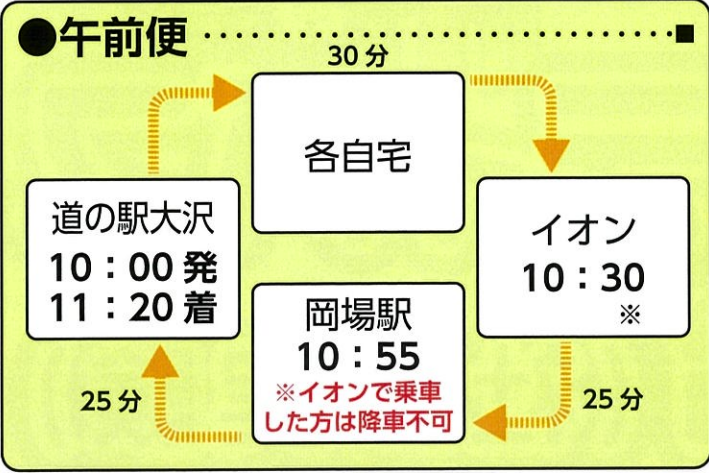 ●午前便
30分
各自宅
道の駅大沢
10:00発
11:20着
イオン
10:30
※
岡場駅
10:55
※イオンで乗車
した方は降車不可
25分
25分